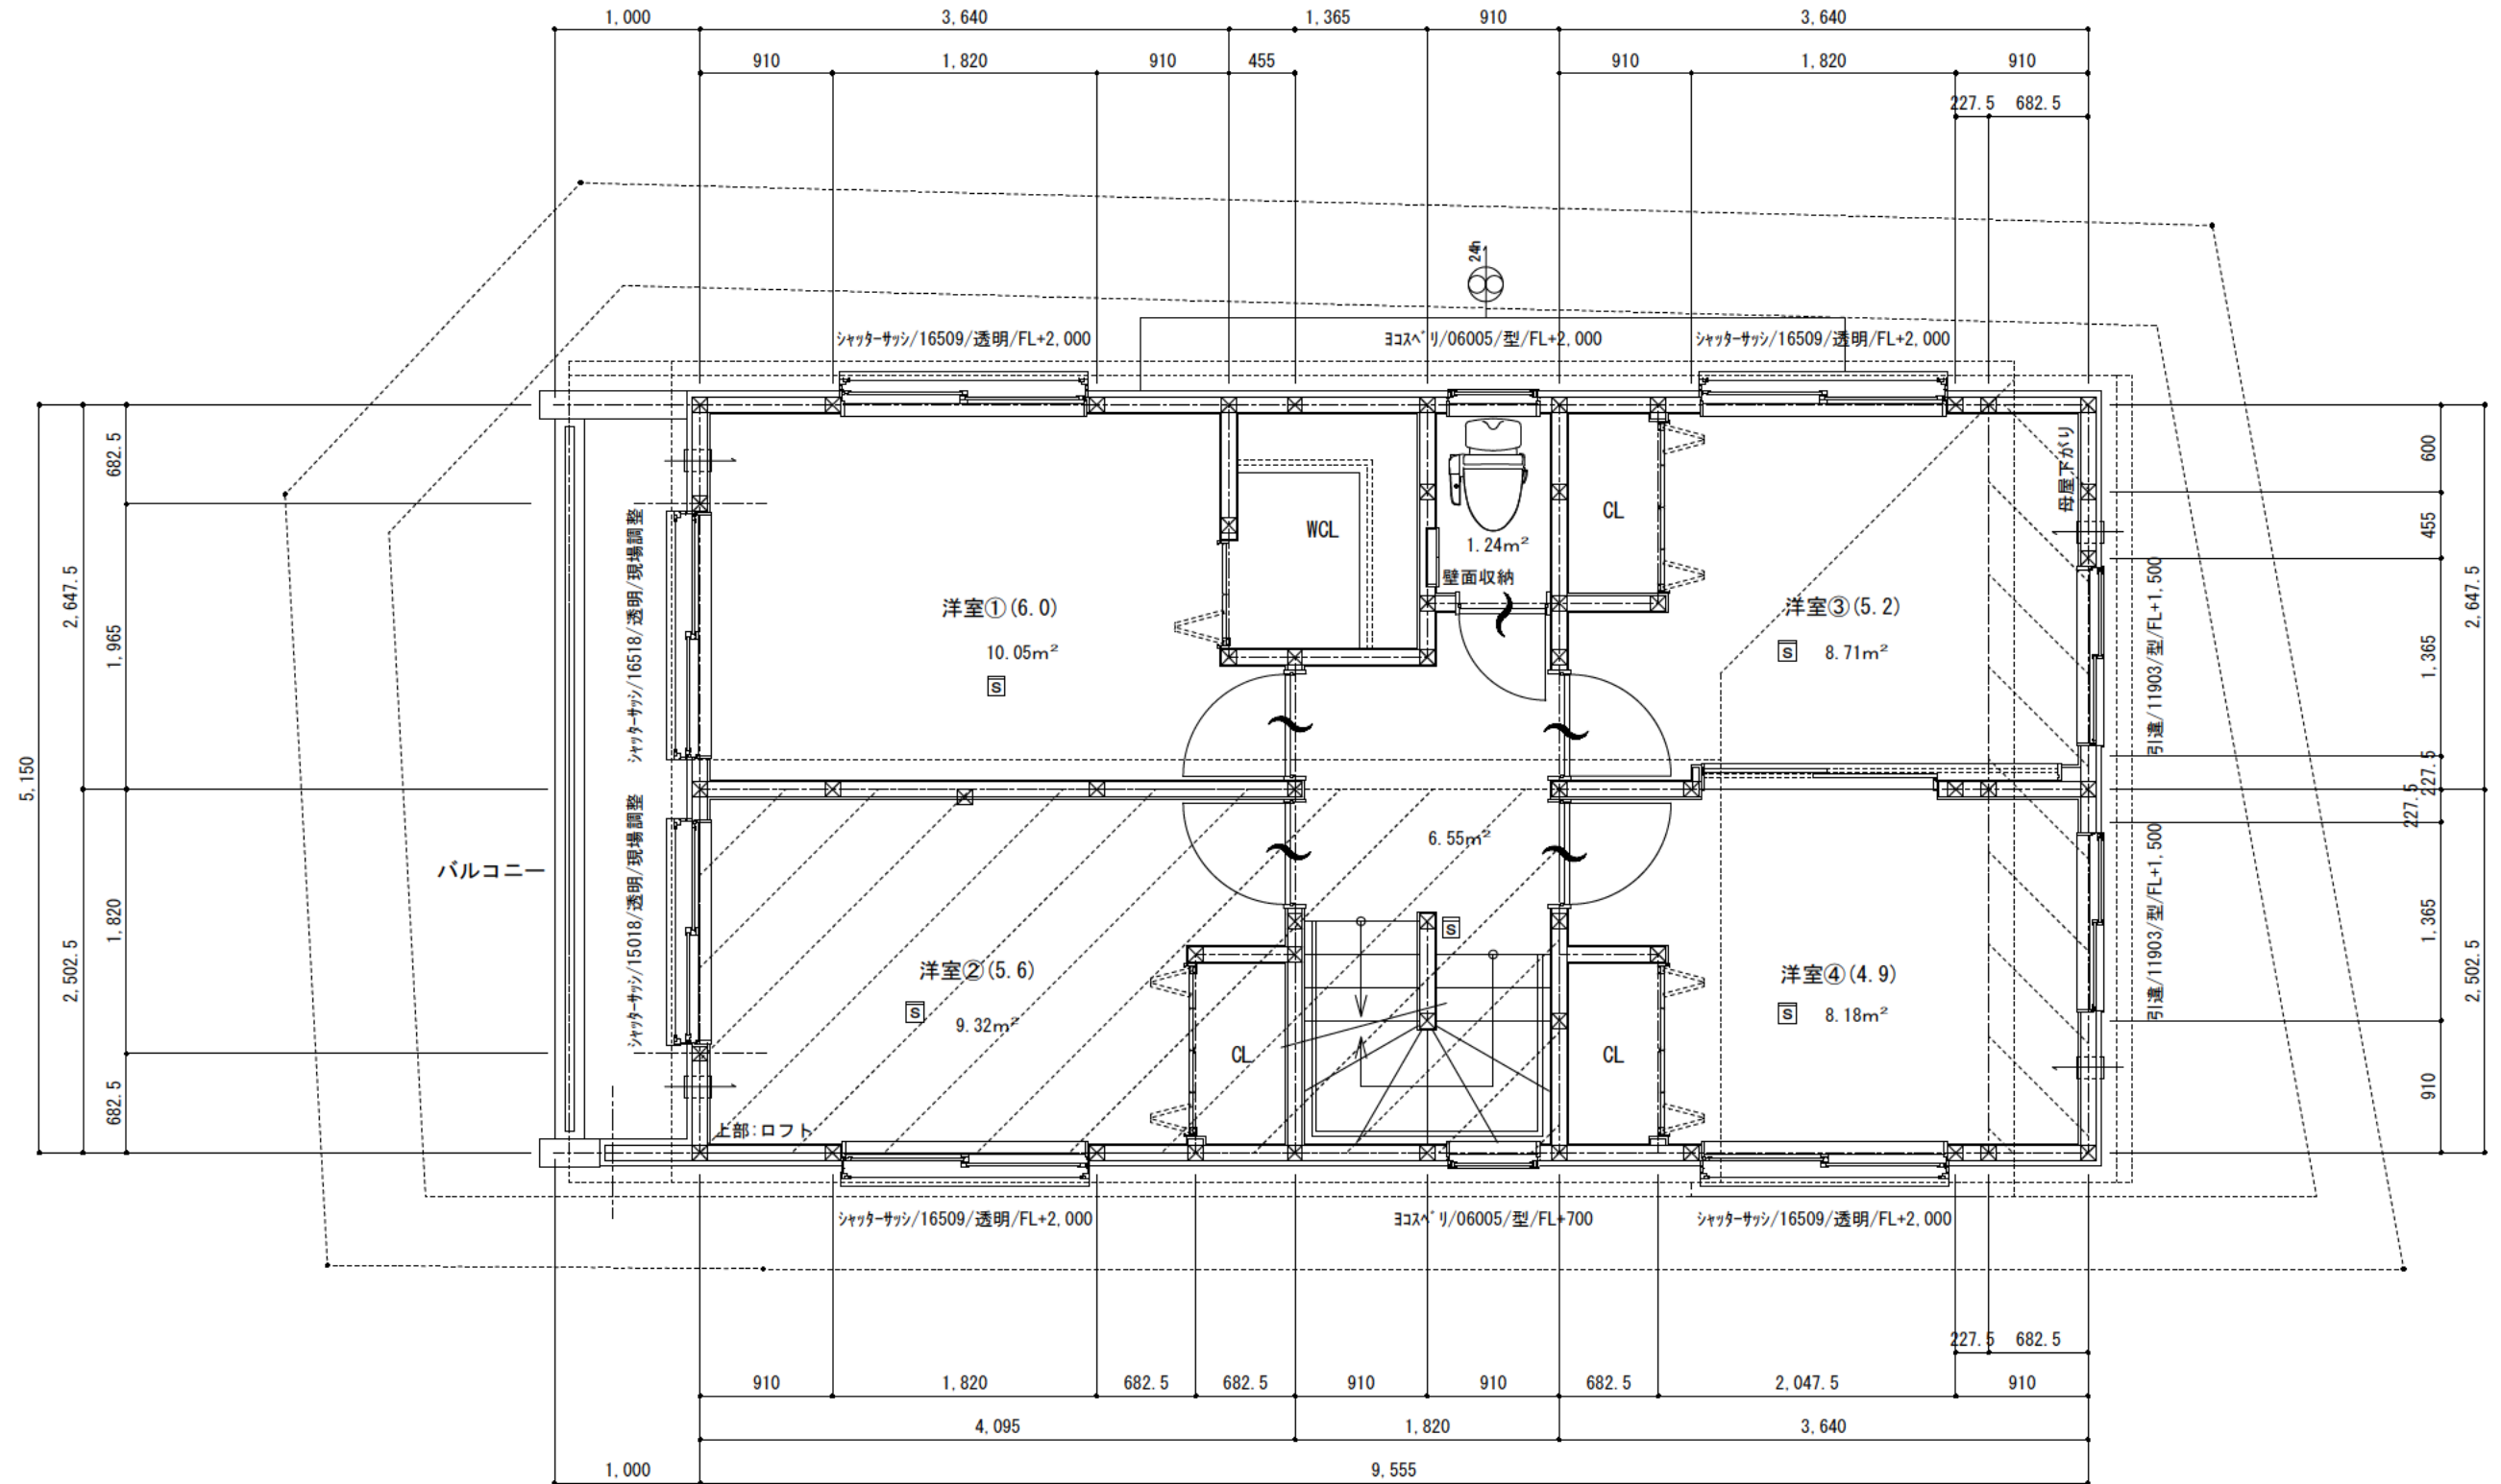 1,000 3,640 1,365 910 3,640
910 1,820 910 455 910 1,820 910
227.5 682.5
24h
シャッターサッシ/16509/透明/FL+2,000 ヨコスベリ/06005/型/FL+2,000 シャッターサッシ/16509/透明/FL+2,000
5,150
2,647.5
2,502.5
682.5
1,965
1,820
682.5
バルコニー
シャッターサッシ/16518/透明/現場調整
シャッターサッシ/15018/透明/現場調整
洋室①(6.0)
10.05m²
S
WCL
1.24m²
壁面収納
CL
洋室③(5.2)
S 8.71m²
母屋下がり
引違/11903/型/FL+1,500
6.55m²
S
洋室②(5.6)
S
9.32m²
CL
上部:ロフト
CL
洋室④(4.9)
S 8.18m²
引違/11903/型/FL+1,500
600
455
1,365
227.5
227.5
1,365
910
2,647.5
2,502.5
シャッターサッシ/16509/透明/FL+2,000 ヨコスベリ/06005/型/FL+700 シャッターサッシ/16509/透明/FL+2,000
227.5 682.5
910 1,820 682.5 682.5 910 910 682.5 2,047.5 910
4,095 1,820 3,640
1,000 9,555